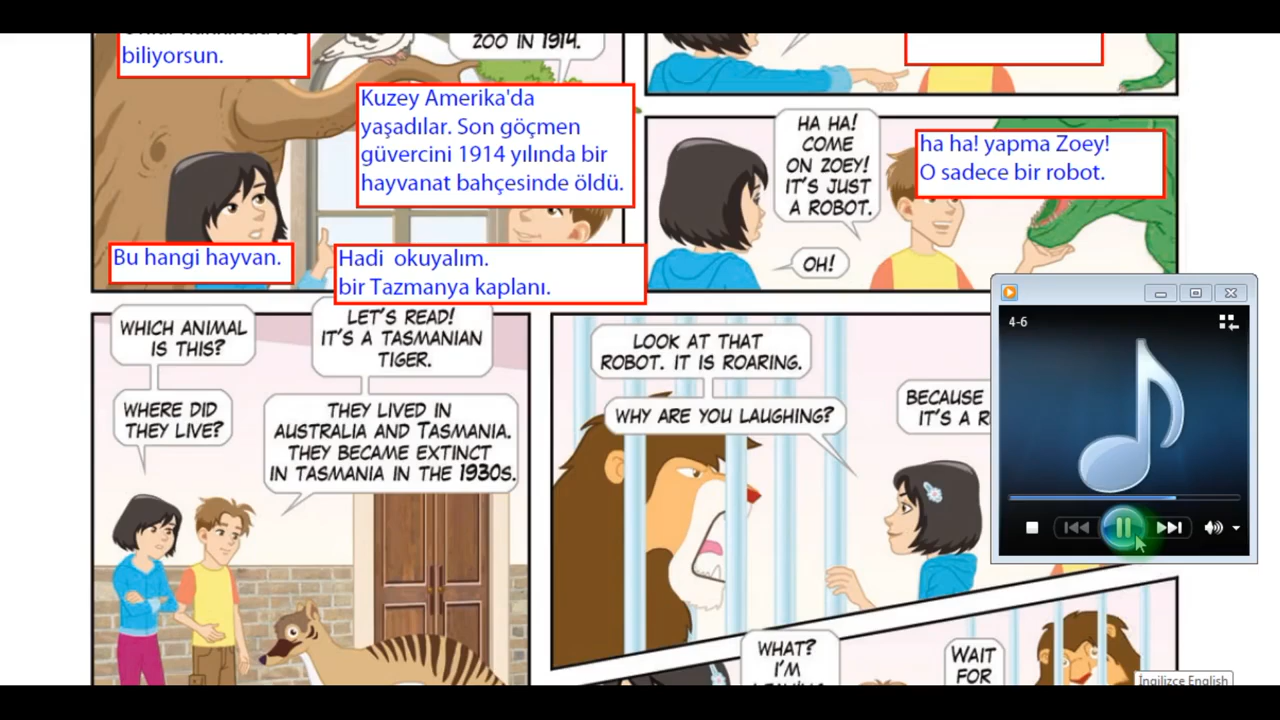 biliyorsun.
ZOO IN 1914.
Kuzey Amerika'da
yaşadılar. Son göçmen
güvercini 1914 yılında bir
hayvanat bahçesinde öldü.
Bu hangi hayvan.
Hadi okuyalım.
bir Tazmanya kaplanı.
HA HA!
COME
ON ZOEY!
IT'S JUST
A ROBOT.
ha ha! yapma Zoey!
O sadece bir robot.
OH!
WHICH ANIMAL
IS THIS?
LET'S READ!
IT'S A TASMANIAN
TIGER.
WHERE DID
THEY LIVE?
THEY LIVED IN
AUSTRALIA AND TASMANIA.
THEY BECAME EXTINCT
IN TASMANIA IN THE 1930S.
LOOK AT THAT
ROBOT. IT IS ROARING.
WHY ARE YOU LAUGHING?
BECAUSE
IT'S A R
4-6
WHAT?
I'M
WAIT
FOR
İngilizce English